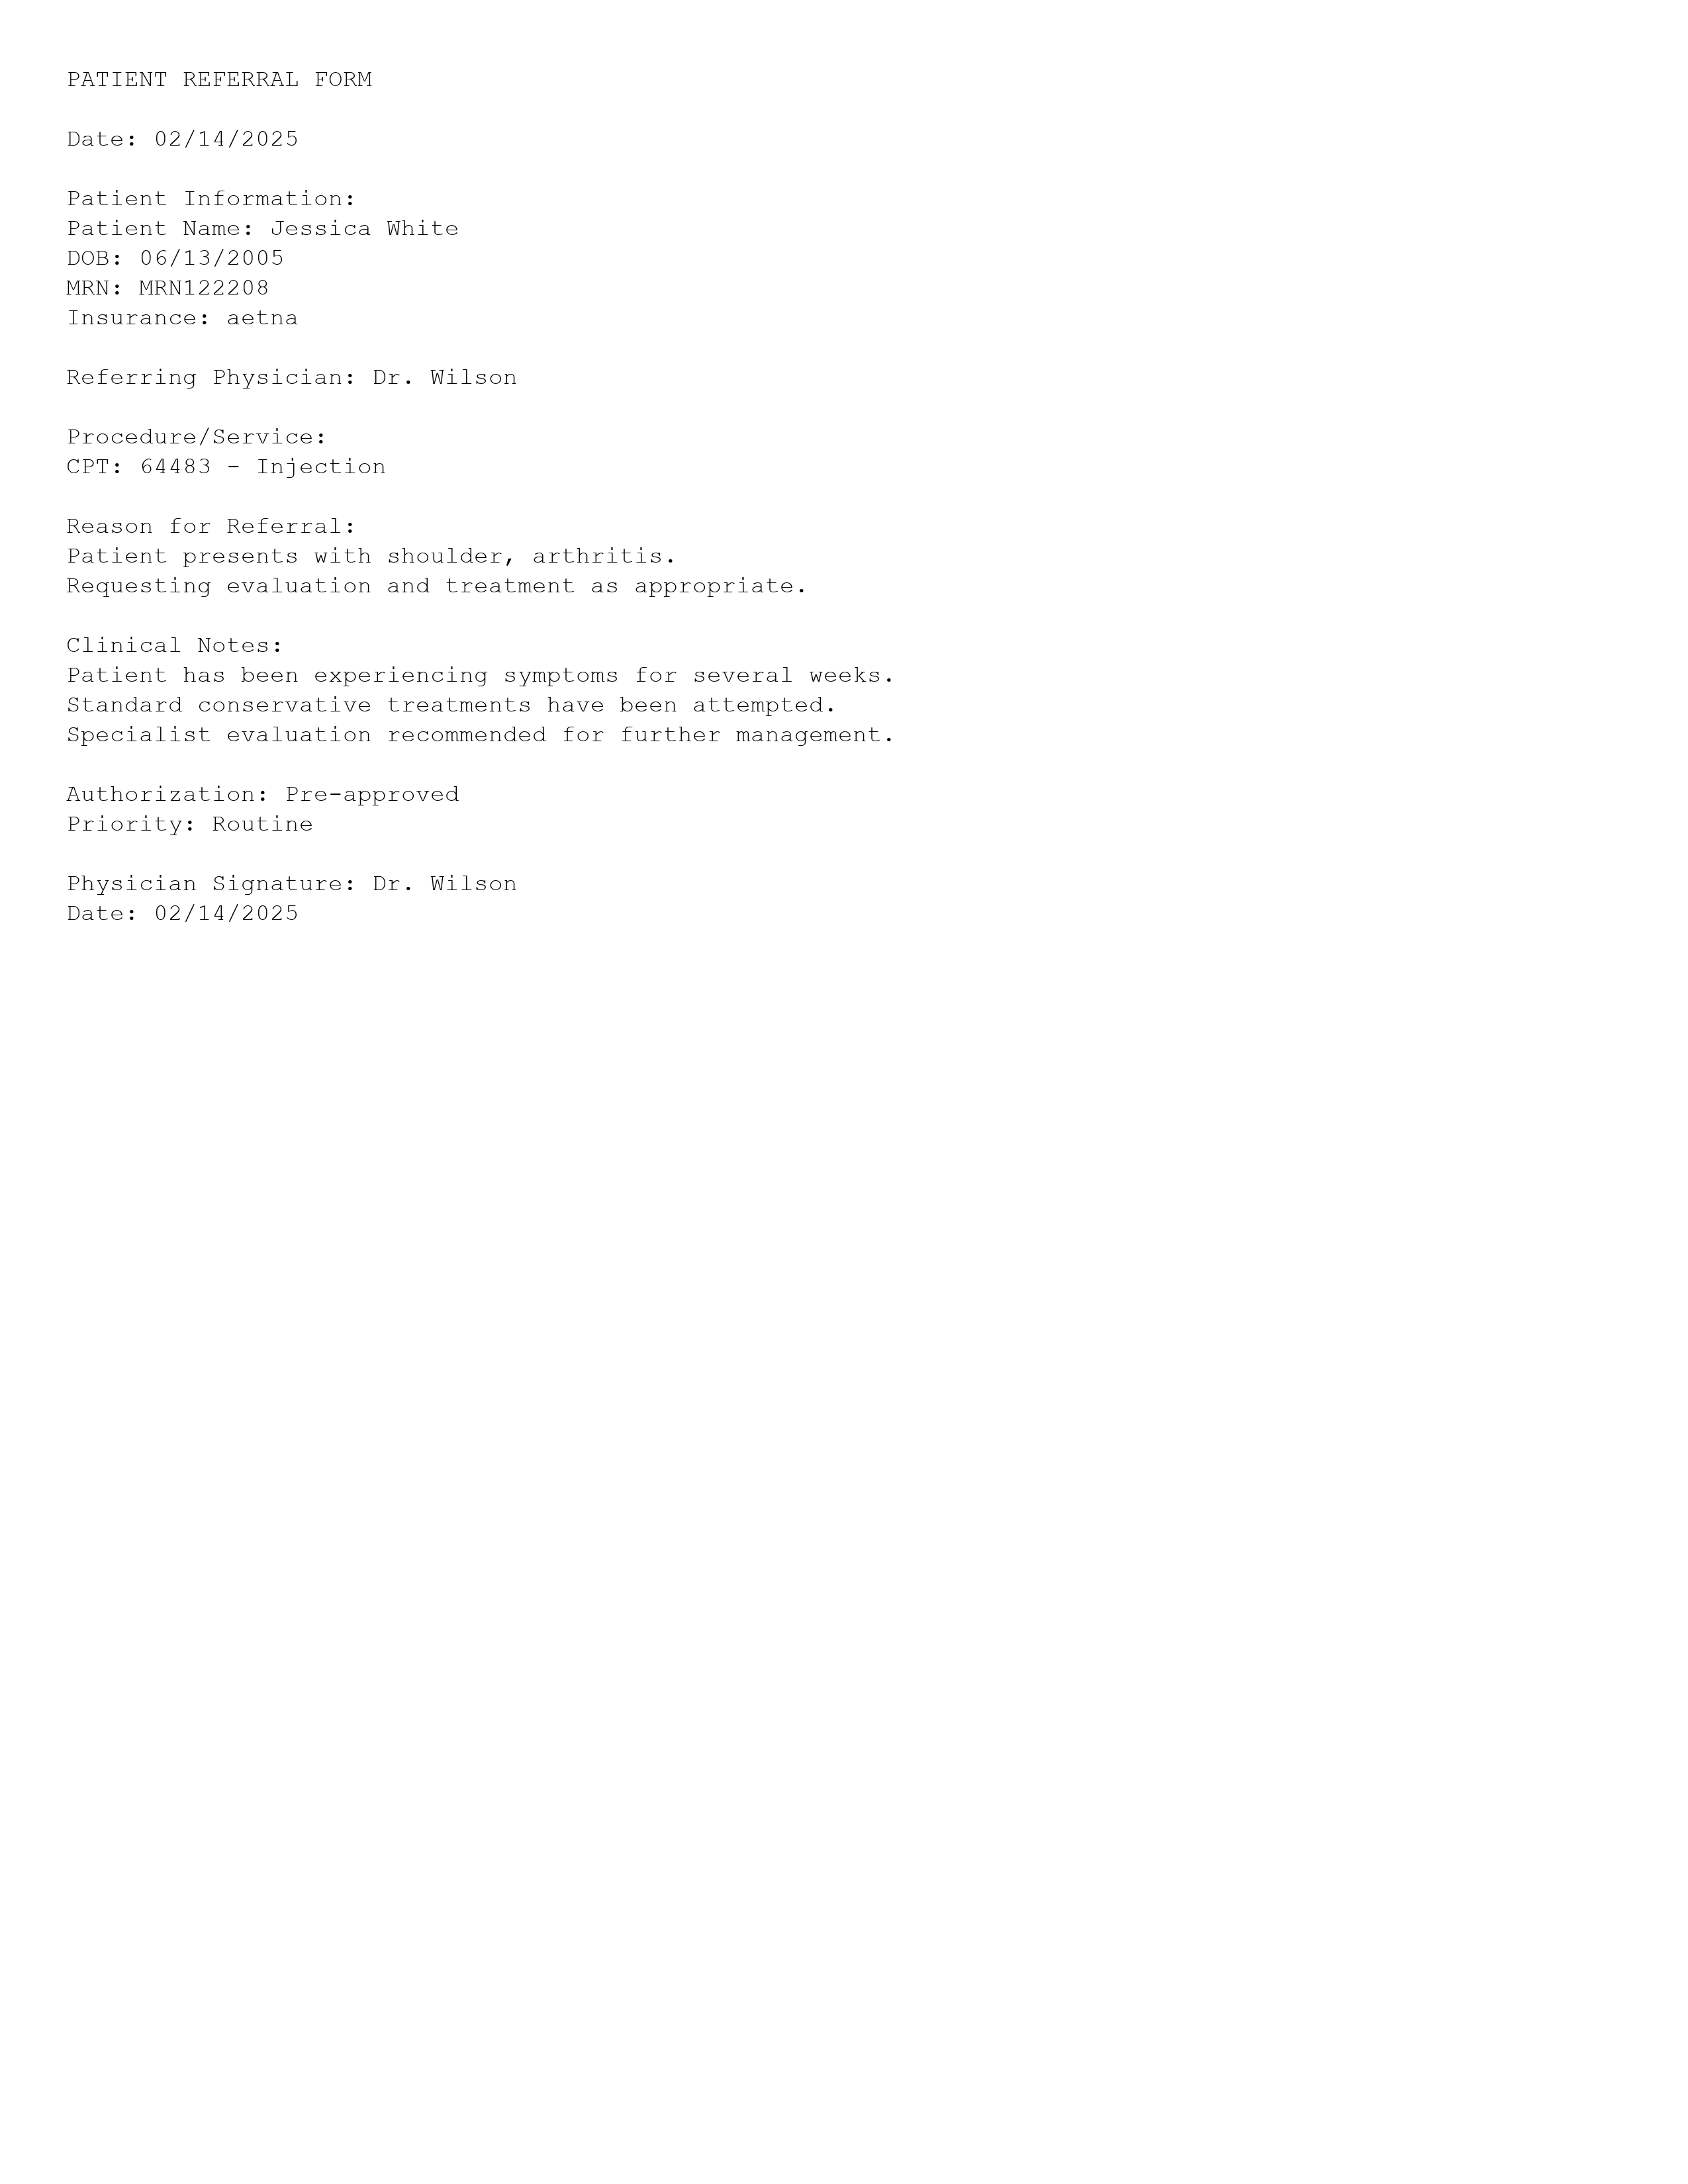 PATIENT REFERRAL FORM
Date: 02/14/2025
Patient Information:
Patient Name: Jessica White
DOB: 06/13/2005
MRN: MRN122208
Insurance: aetna
Referring Physician: Dr. Wilson
Procedure/Service:
CPT: 64483 - Injection
Reason for Referral:
Patient presents with shoulder, arthritis.
Requesting evaluation and treatment as appropriate.
Clinical Notes:
Patient has been experiencing symptoms for several weeks.
Standard conservative treatments have been attempted.
Specialist evaluation recommended for further management.
Authorization: Pre-approved
Priority: Routine
Physician Signature: Dr. Wilson
Date: 02/14/2025